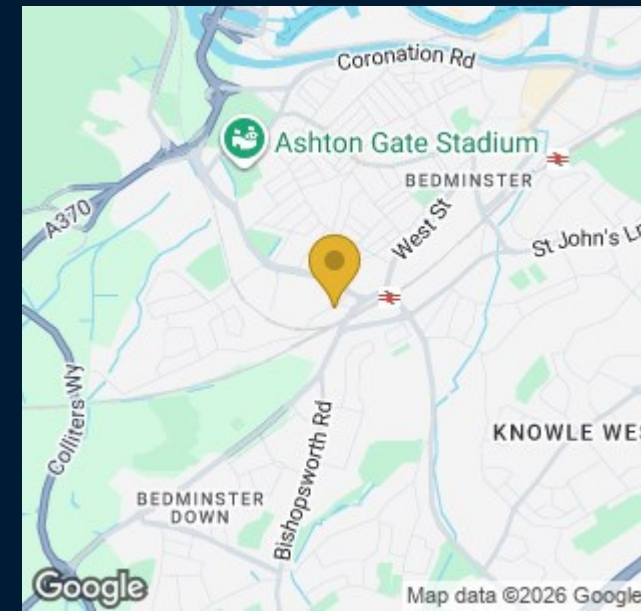 Coronation Rd
Ashton Gate Stadium
BEDMINSTER
A370
West St
St John's Ln
Colliters Wy
KNOWLE WES
BEDMINSTER
DOWN
Bishopsworth Rd
Google
Map data ©2026 Google